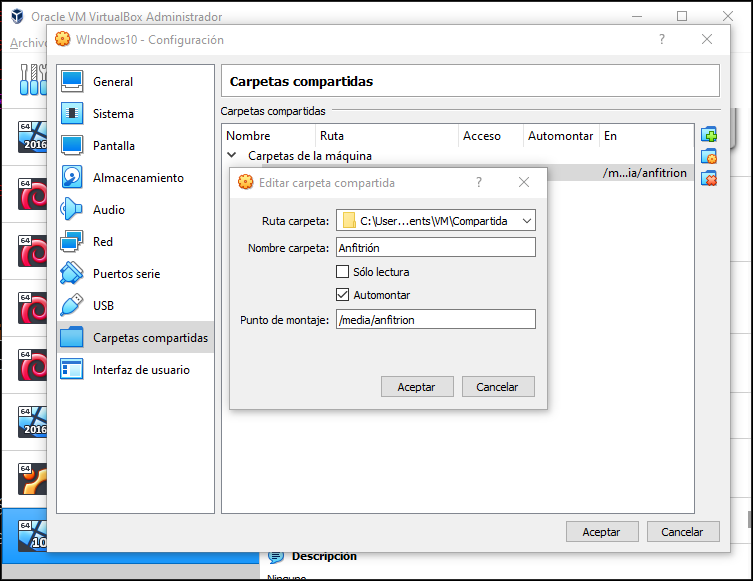 Oracle VM VirtualBox Administrador
Archivo
WIndows10 - Configuración
?
General
Sistema
Pantalla
Almacenamiento
Audio
Red
Puertos serie
USB
Carpetas compartidas
Interfaz de usuario
Carpetas compartidas
Carpetas compartidas
Nombre Ruta Acceso Automontar En
Carpetas de la máquina
/m...ia/anfitrion
Editar carpeta compartida
?
Ruta carpeta: C:\User...ents\VM\Compartida
Nombre carpeta: Anfitrión
Sólo lectura
Automontar
Punto de montaje: /media/anfitrion
Aceptar Cancelar
Aceptar Cancelar
64
2016
64
64
64
64
64
2016
64
64
10
Descripción
Ninguno